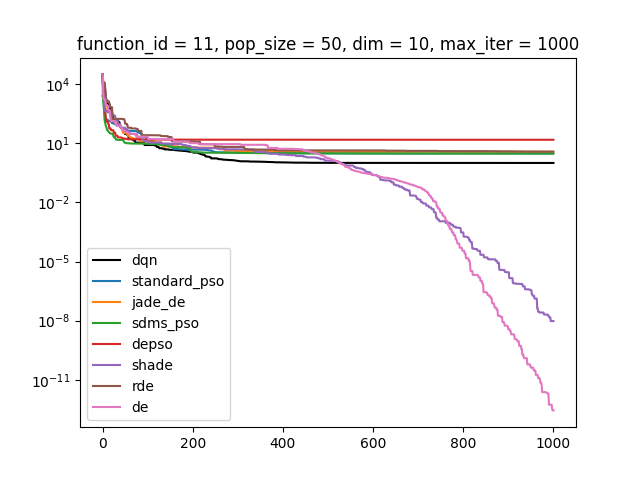 function_id = 11, pop_size = 50, dim = 10, max_iter = 1000
10^4
10^1
10^−2
10^−5
10^−8
10^−11
dqn
standard_pso
jade_de
sdms_pso
depso
shade
rde
de
0 200 400 600 800 1000